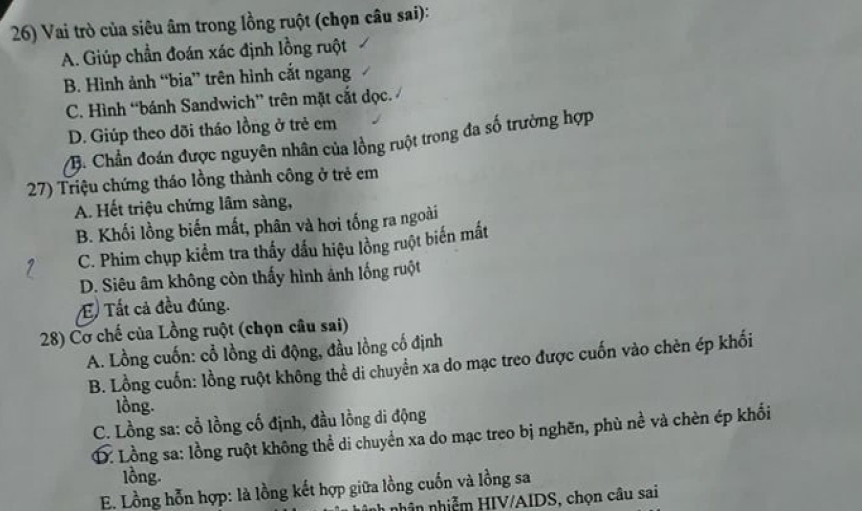 26) Vai trò của siêu âm trong lồng ruột (chọn câu sai):
A. Giúp chẩn đoán xác định lồng ruột
B. Hình ảnh “bia” trên hình cắt ngang
C. Hình “bánh Sandwich” trên mặt cắt dọc.
D. Giúp theo dõi tháo lồng ở trẻ em
E. Chẩn đoán được nguyên nhân của lồng ruột trong đa số trường hợp
27) Triệu chứng tháo lồng thành công ở trẻ em
A. Hết triệu chứng lâm sàng,
B. Khối lồng biến mất, phân và hơi tống ra ngoài
C. Phim chụp kiểm tra thấy dấu hiệu lồng ruột biến mất
?
D. Siêu âm không còn thấy hình ảnh lống ruột
E) Tất cả đều đúng.
28) Cơ chế của Lồng ruột (chọn câu sai)
A. Lồng cuốn: cổ lồng di động, đầu lồng cố định
B. Lồng cuốn: lồng ruột không thể di chuyển xa do mạc treo được cuốn vào chèn ép khối
lồng.
C. Lồng sa: cổ lồng cố định, đầu lồng di động
D. Lồng sa: lồng ruột không thể di chuyển xa do mạc treo bị nghẽn, phù nề và chèn ép khối
lồng.
E. Lồng hỗn hợp: là lồng kết hợp giữa lồng cuốn và lồng sa
nhân nhiễm HIV/AIDS, chọn câu sai